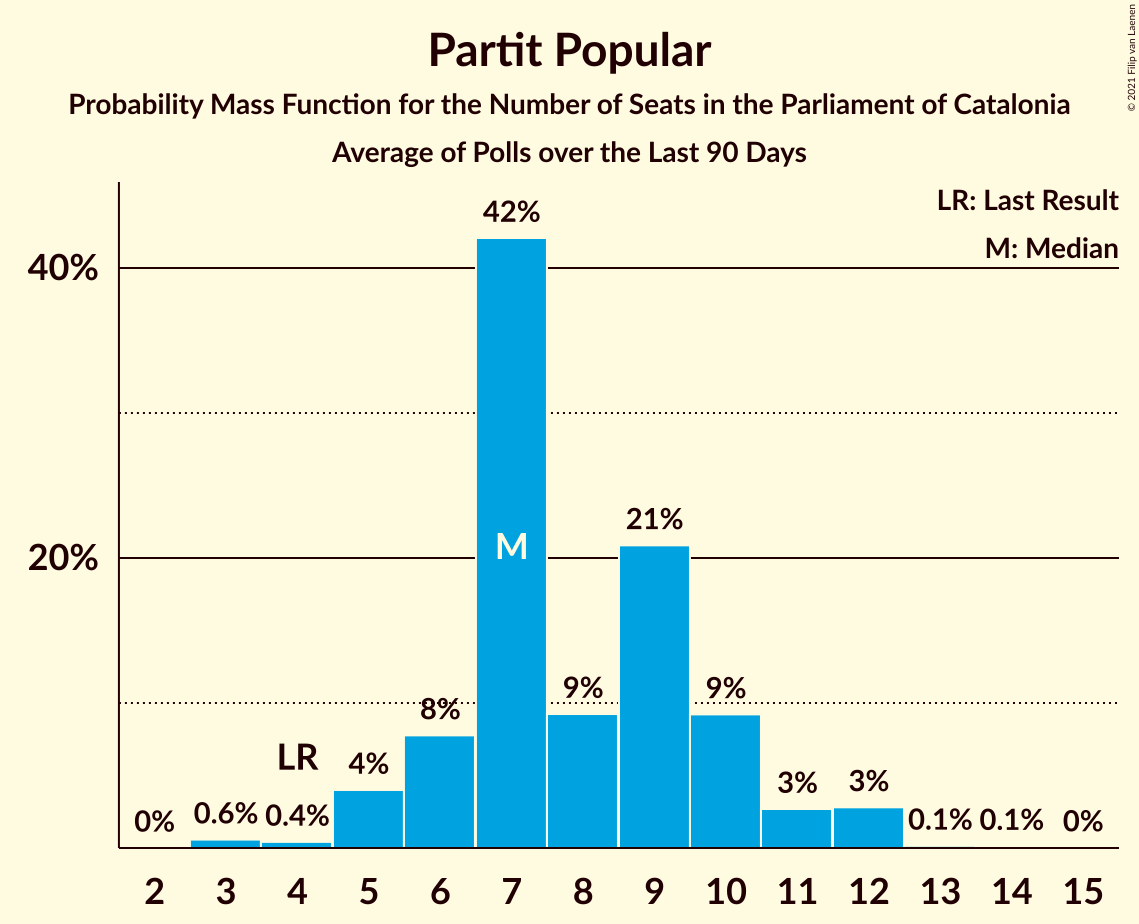 Partit Popular
Probability Mass Function for the Number of Seats in the Parliament of Catalonia
Average of Polls over the Last 90 Days
© 2021 Filip van Laenen
LR: Last Result
M: Median
40%
20%
42%
M
21%
9%
9%
8%
LR
4%
3%
3%
0%
0.6%
0.4%
0.1%
0.1%
0%
2 3 4 5 6 7 8 9 10 11 12 13 14 15